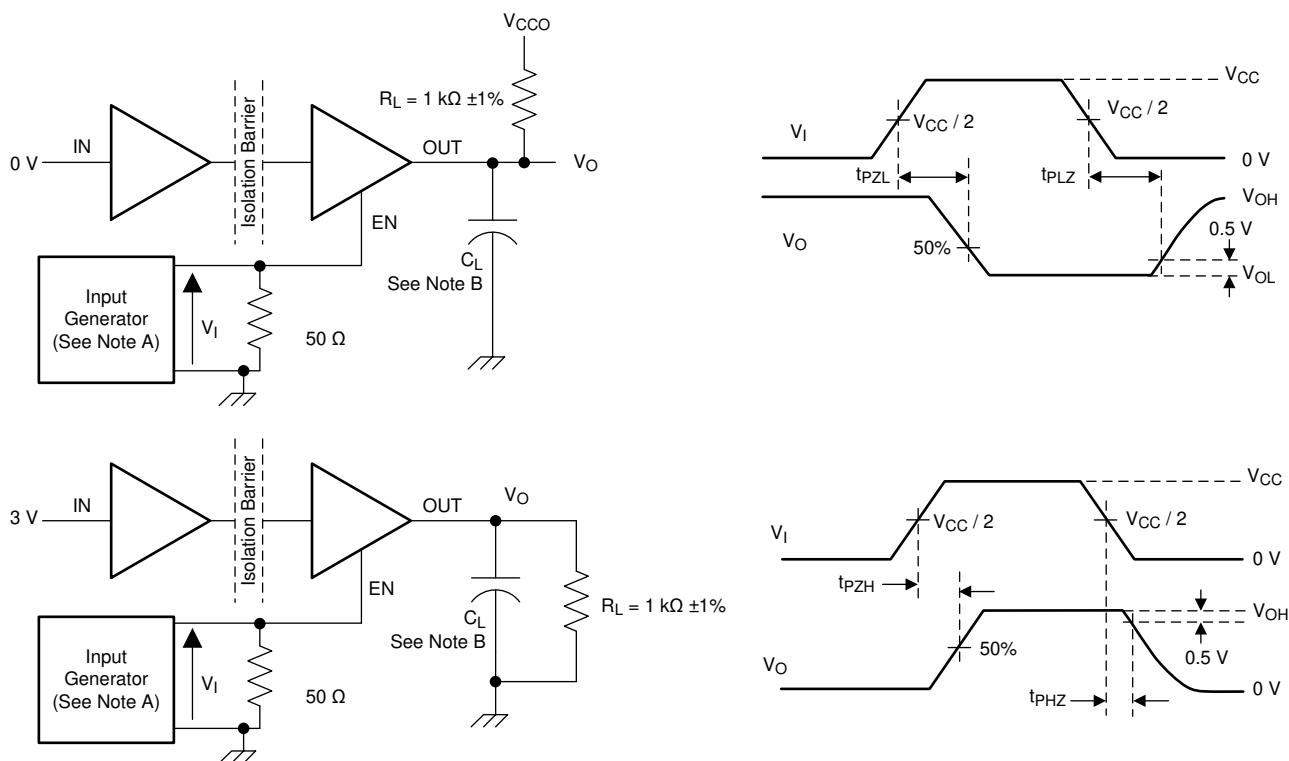 VCCO
RL = 1 kΩ ±1%
IN
0 V
Isolation Barrier
OUT
VO
EN
CL
See Note B
Input
Generator
(See Note A)
VI
50 Ω
VCC
VCC / 2
VCC / 2
VI
0 V
tPZL
tPLZ
VOH
0.5 V
VO
50%
VOL
IN
3 V
Isolation Barrier
OUT
VO
EN
CL
See Note B
RL = 1 kΩ ±1%
Input
Generator
(See Note A)
VI
50 Ω
VCC
VCC / 2
VCC / 2
VI
0 V
tPZH
VOH
0.5 V
50%
VO
0 V
tPHZ